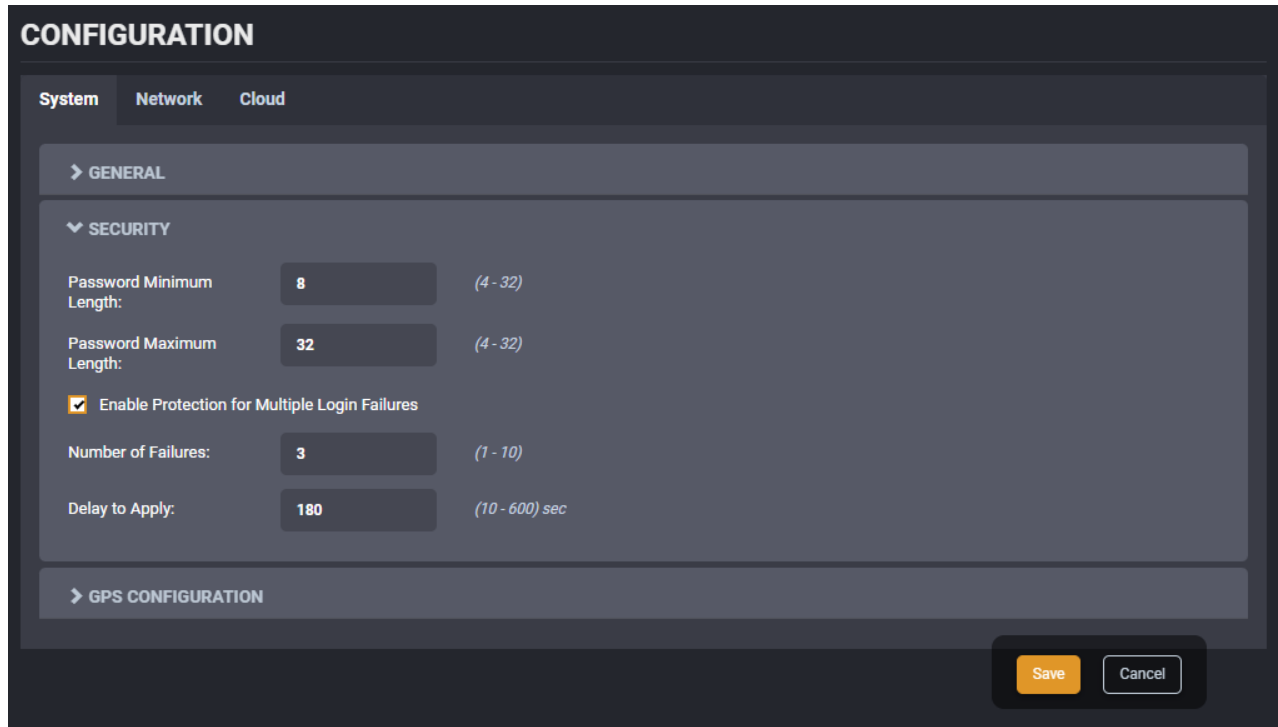 CONFIGURATION
System Network Cloud
GENERAL
SECURITY
Password Minimum
Length:
8
(4 - 32)
Password Maximum
Length:
32
(4 - 32)
Enable Protection for Multiple Login Failures
Number of Failures: 3 (1 - 10)
Delay to Apply: 180 (10 - 600) sec
GPS CONFIGURATION
Save Cancel